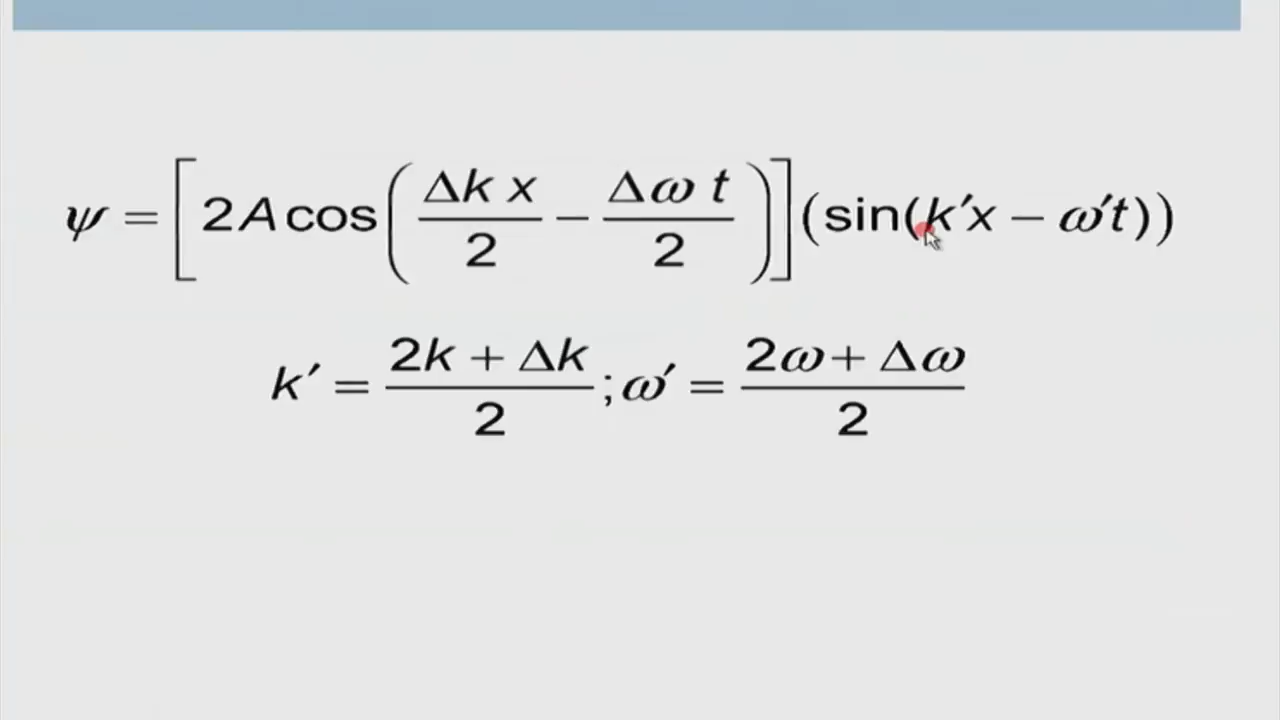 ψ = [2A cos(Δk x / 2 − Δω t / 2)](sin(k′x − ω′t))
k′ = (2k + Δk) / 2 ; ω′ = (2ω + Δω) / 2